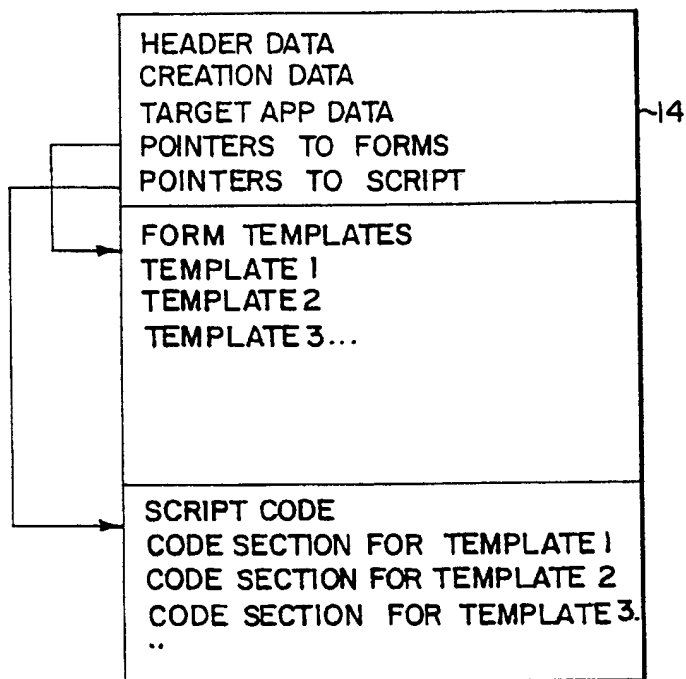 HEADER DATA
CREATION DATA
TARGET APP DATA
14
POINTERS TO FORMS
POINTERS TO SCRIPT
FORM TEMPLATES
TEMPLATE 1
TEMPLATE 2
TEMPLATE 3...
SCRIPT CODE
CODE SECTION FOR TEMPLATE 1
CODE SECTION FOR TEMPLATE 2
CODE SECTION FOR TEMPLATE 3.
..